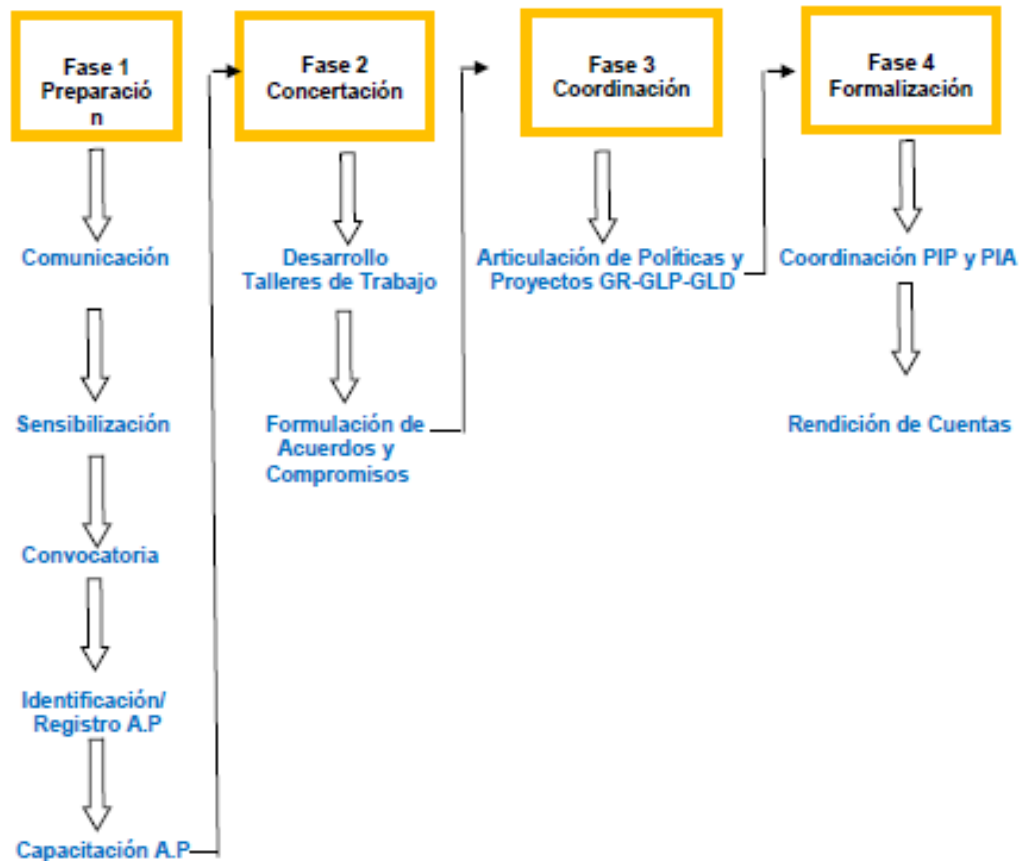 Fase 1
Preparació
n
Comunicación
Sensibilización
Convocatoria
Identificación/
Registro A.P
Capacitación A.P
Fase 2
Concertación
Desarrollo
Talleres de Trabajo
Formulación de
Acuerdos y
Compromisos
Fase 3
Coordinación
Articulación de Políticas y
Proyectos GR-GLP-GLD
Fase 4
Formalización
Coordinación PIP y PIA
Rendición de Cuentas